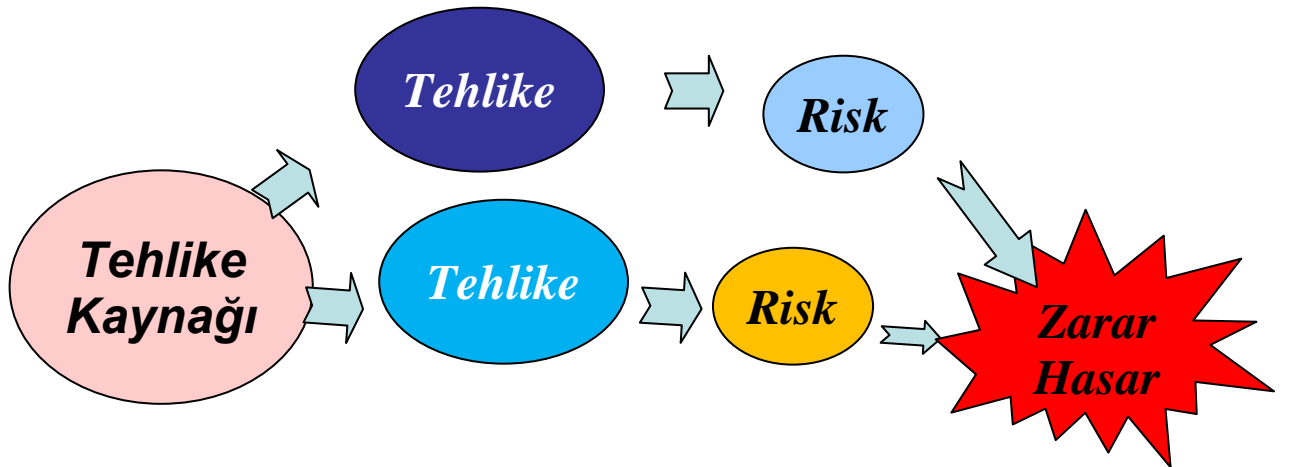 Tehlike
Risk
Tehlike
Kaynağı
Tehlike
Risk
Zarar
Hasar